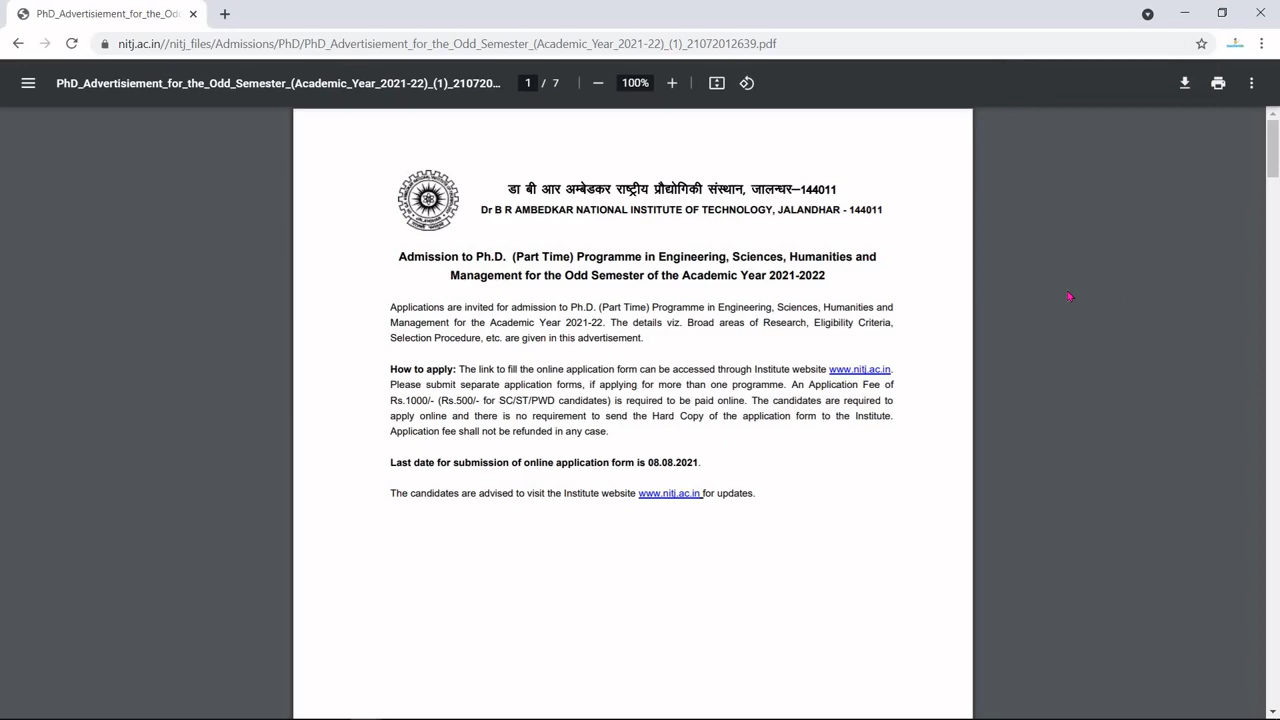 PhD_Advertisiement_for_the_Od
nitj.ac.in//nitj_files/Admissions/PhD/PhD_Advertisiement_for_the_Odd_Semester_(Academic_Year_2021-22)_(1)_21072012639.pdf
PhD_Advertisiement_for_the_Odd_Semester_(Academic_Year_2021-22)_(1)_210720... 1 / 7 100%
डा बी आर अम्बेडकर राष्ट्रीय प्रौद्योगिकी संस्थान, जालन्धर–144011
Dr B R AMBEDKAR NATIONAL INSTITUTE OF TECHNOLOGY, JALANDHAR - 144011
Admission to Ph.D. (Part Time) Programme in Engineering, Sciences, Humanities and
Management for the Odd Semester of the Academic Year 2021-2022
Applications are invited for admission to Ph.D. (Part Time) Programme in Engineering, Sciences, Humanities and
Management for the Academic Year 2021-22. The details viz. Broad areas of Research, Eligibility Criteria,
Selection Procedure, etc. are given in this advertisement.
How to apply: The link to fill the online application form can be accessed through Institute website www.nitj.ac.in.
Please submit separate application forms, if applying for more than one programme. An Application Fee of
Rs.1000/- (Rs.500/- for SC/ST/PWD candidates) is required to be paid online. The candidates are required to
apply online and there is no requirement to send the Hard Copy of the application form to the Institute.
Application fee shall not be refunded in any case.
Last date for submission of online application form is 08.08.2021.
The candidates are advised to visit the Institute website www.nitj.ac.in for updates.